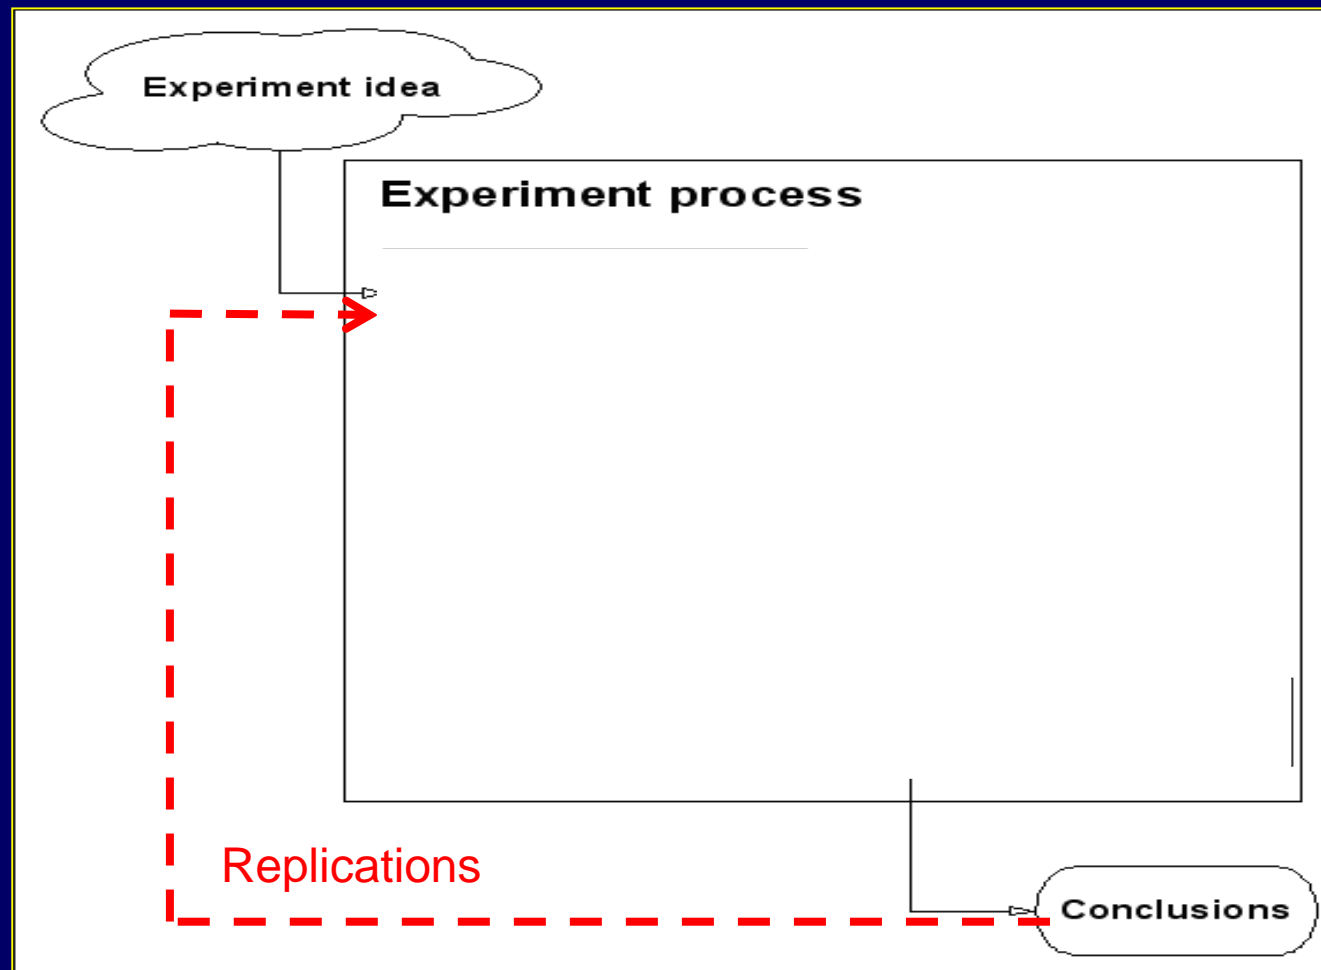 Experiment idea
Experiment process
Replications
Conclusions